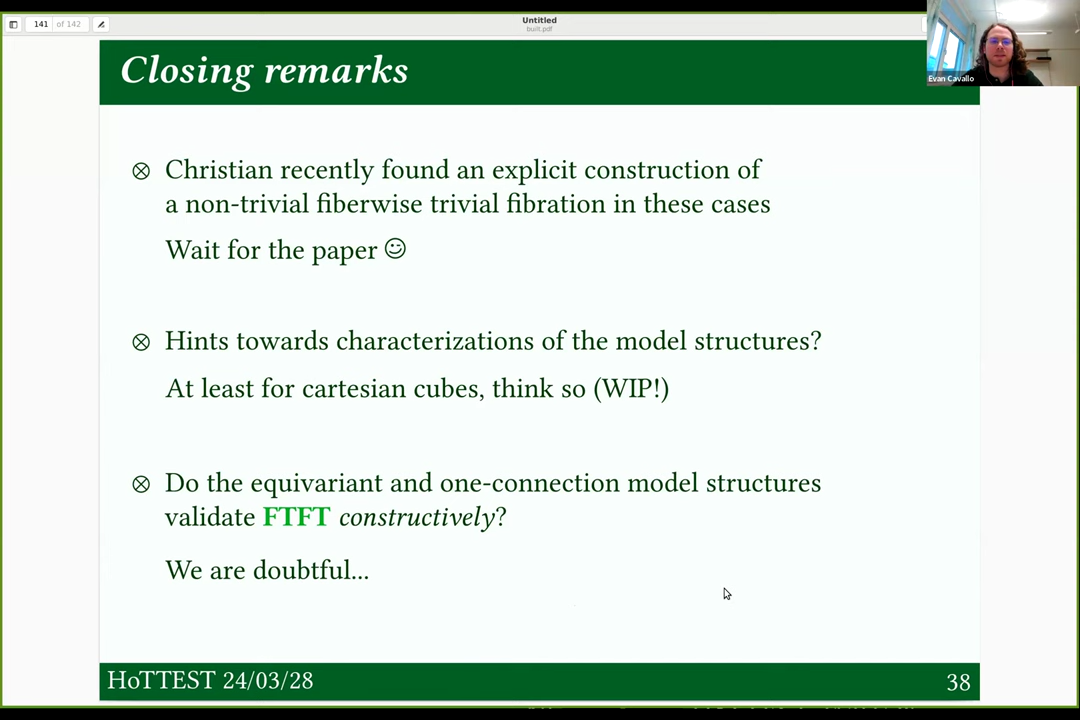 141 of 142
Untitled
built.pdf
Evan Cavallo
Closing remarks
⊗ Christian recently found an explicit construction of
a non-trivial fiberwise trivial fibration in these cases
Wait for the paper ☺
⊗ Hints towards characterizations of the model structures?
At least for cartesian cubes, think so (WIP!)
⊗ Do the equivariant and one-connection model structures
validate FTFT constructively?
We are doubtful...
HoTTEST 24/03/28
38